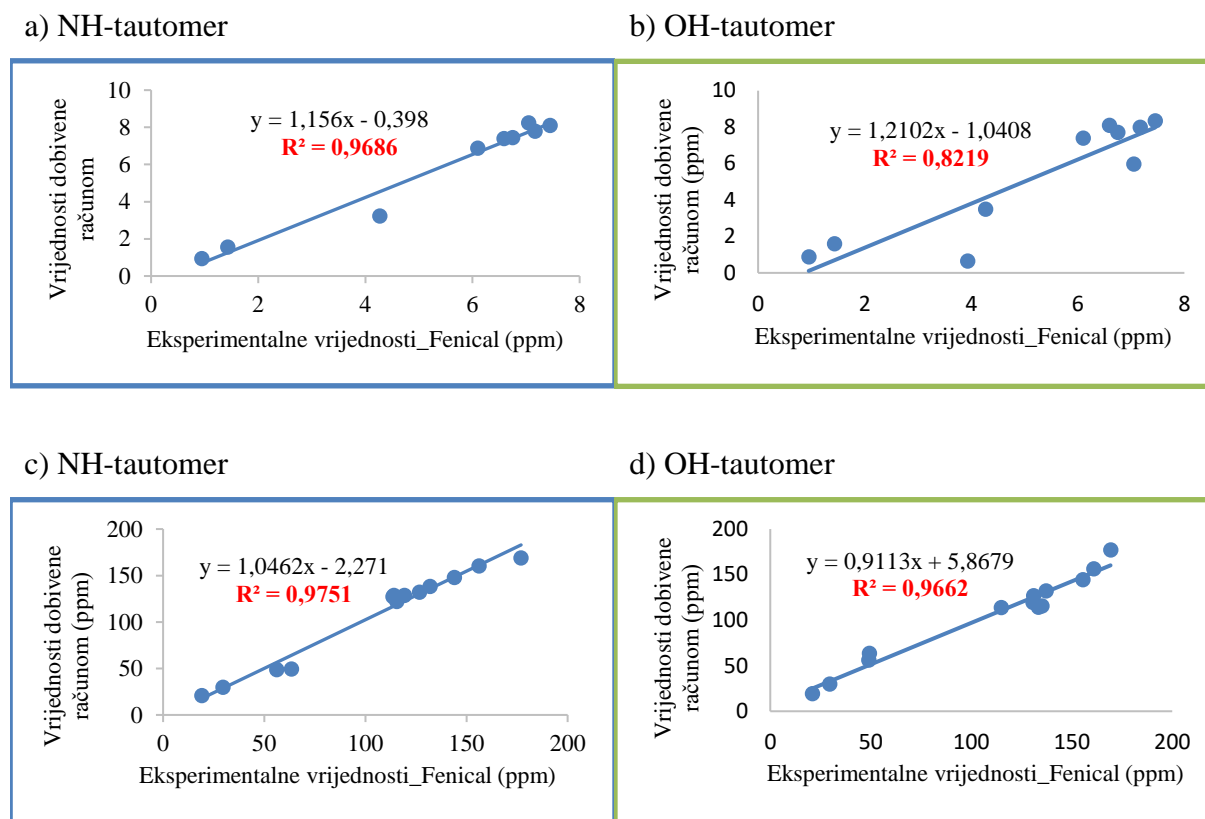 a) NH-tautomer
Vrijednosti dobivene
računom
10
8
6
4
2
0
y = 1,156x - 0,398
R² = 0,9686
0 2 4 6 8
Eksperimentalne vrijednosti_Fenical (ppm)
b) OH-tautomer
Vrijednosti dobivene
računom (ppm)
10
8
6
4
2
0
y = 1,2102x - 1,0408
R² = 0,8219
0 2 4 6 8
Eksperimentalne vrijednosti_Fenical (ppm)
c) NH-tautomer
Vrijednosti dobivene
računom (ppm)
200
150
100
50
0
y = 1,0462x - 2,271
R² = 0,9751
0 50 100 150 200
Eksperimentalne vrijednosti_Fenical (ppm)
d) OH-tautomer
Vrijednosti dobivene
računom (ppm)
200
150
100
50
0
y = 0,9113x + 5,8679
R² = 0,9662
0 50 100 150 200
Eksperimentalne vrijednosti_Fenical (ppm)